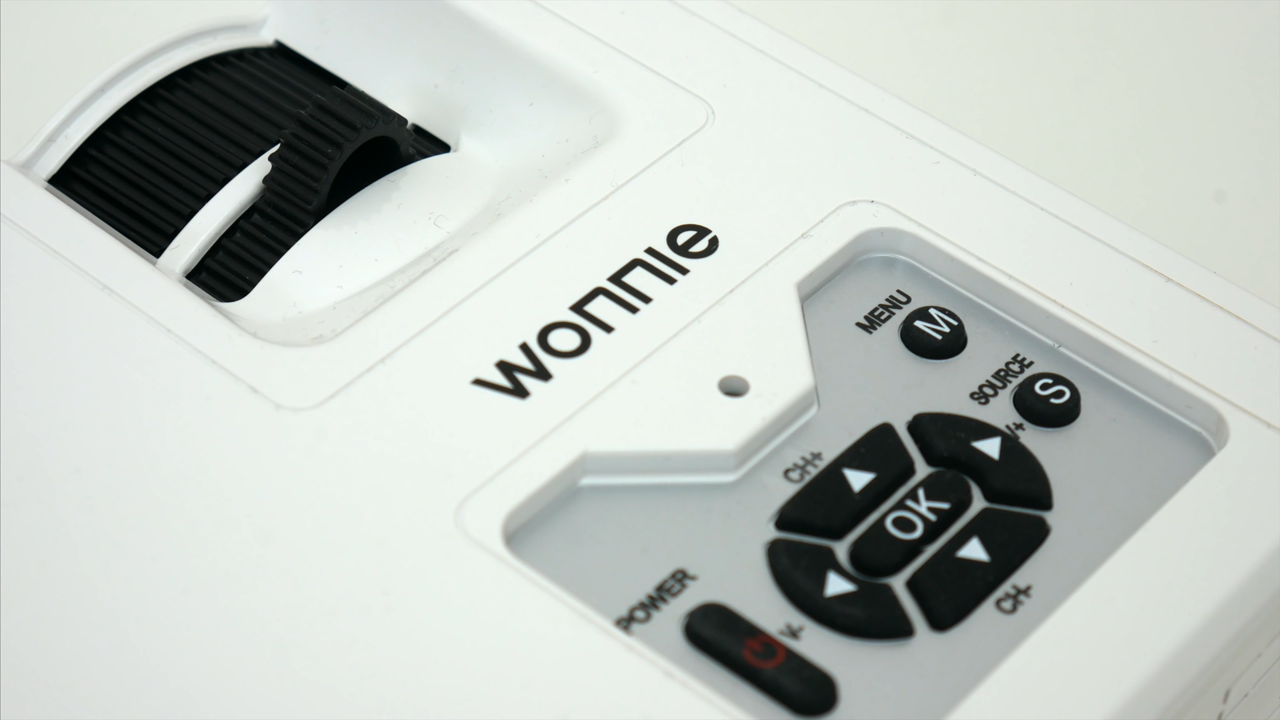 wonnie
MENU
M
SOURCE
S
V+
CH+
OK
CH-
POWER
V-